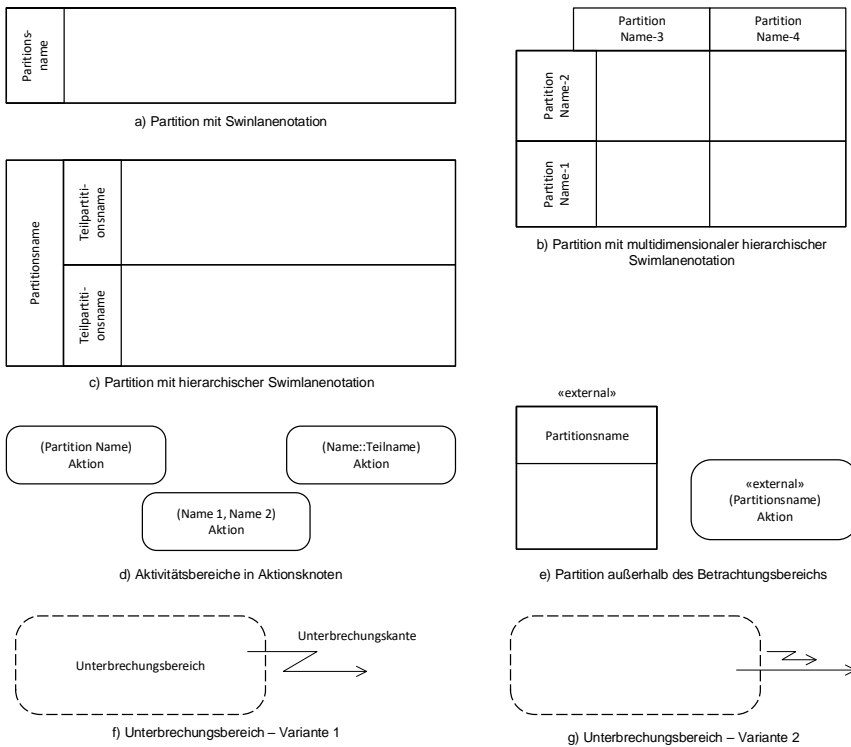 Paritions-
name
a) Partition mit Swinlanenotation
Partition
Name-3
Partition
Name-4
Partition
Name-2
Partition
Name-1
b) Partition mit multidimensionaler hierarchischer
Swimlanenotation
Partitionsname
Teilpartiti-
onsname
Teilpartiti-
onsname
c) Partition mit hierarchischer Swimlanenotation
(Partition Name)
Aktion
(Name::Teilname)
Aktion
(Name 1, Name 2)
Aktion
d) Aktivitätsbereiche in Aktionsknoten
«external»
Partitionsname
«external»
(Partitionsname)
Aktion
e) Partition außerhalb des Betrachtungsbereichs
Unterbrechungsbereich
Unterbrechungskante
f) Unterbrechungsbereich – Variante 1
g) Unterbrechungsbereich – Variante 2